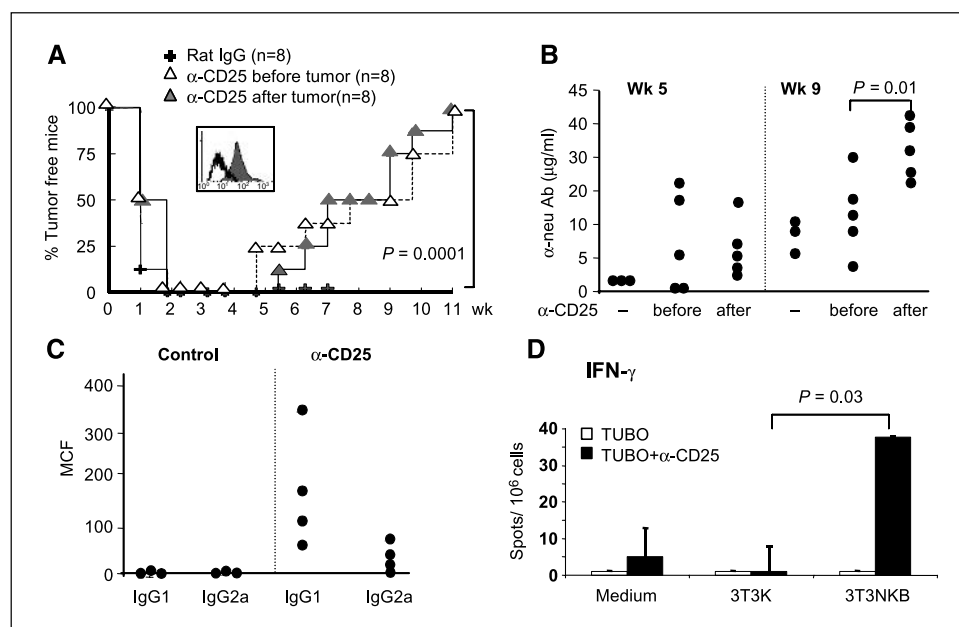 A
Rat IgG (n=8)
α-CD25 before tumor (n=8)
α-CD25 after tumor(n=8)
% Tumor free mice
100
75
50
25
0
10⁰ 10¹ 10² 10³
P = 0.0001
0 1 2 3 4 5 6 7 8 9 10 11 wk
B
Wk 5 Wk 9
P = 0.01
α-neu Ab (µg/ml)
45
40
30
20
10
0
α-CD25 – before after – before after
C
Control α-CD25
MCF
400
300
200
100
0
IgG1 IgG2a IgG1 IgG2a
D
IFN-γ
P = 0.03
TUBO
TUBO+α-CD25
Spots/ 10⁶ cells
40
30
20
10
0
Medium 3T3K 3T3NKB